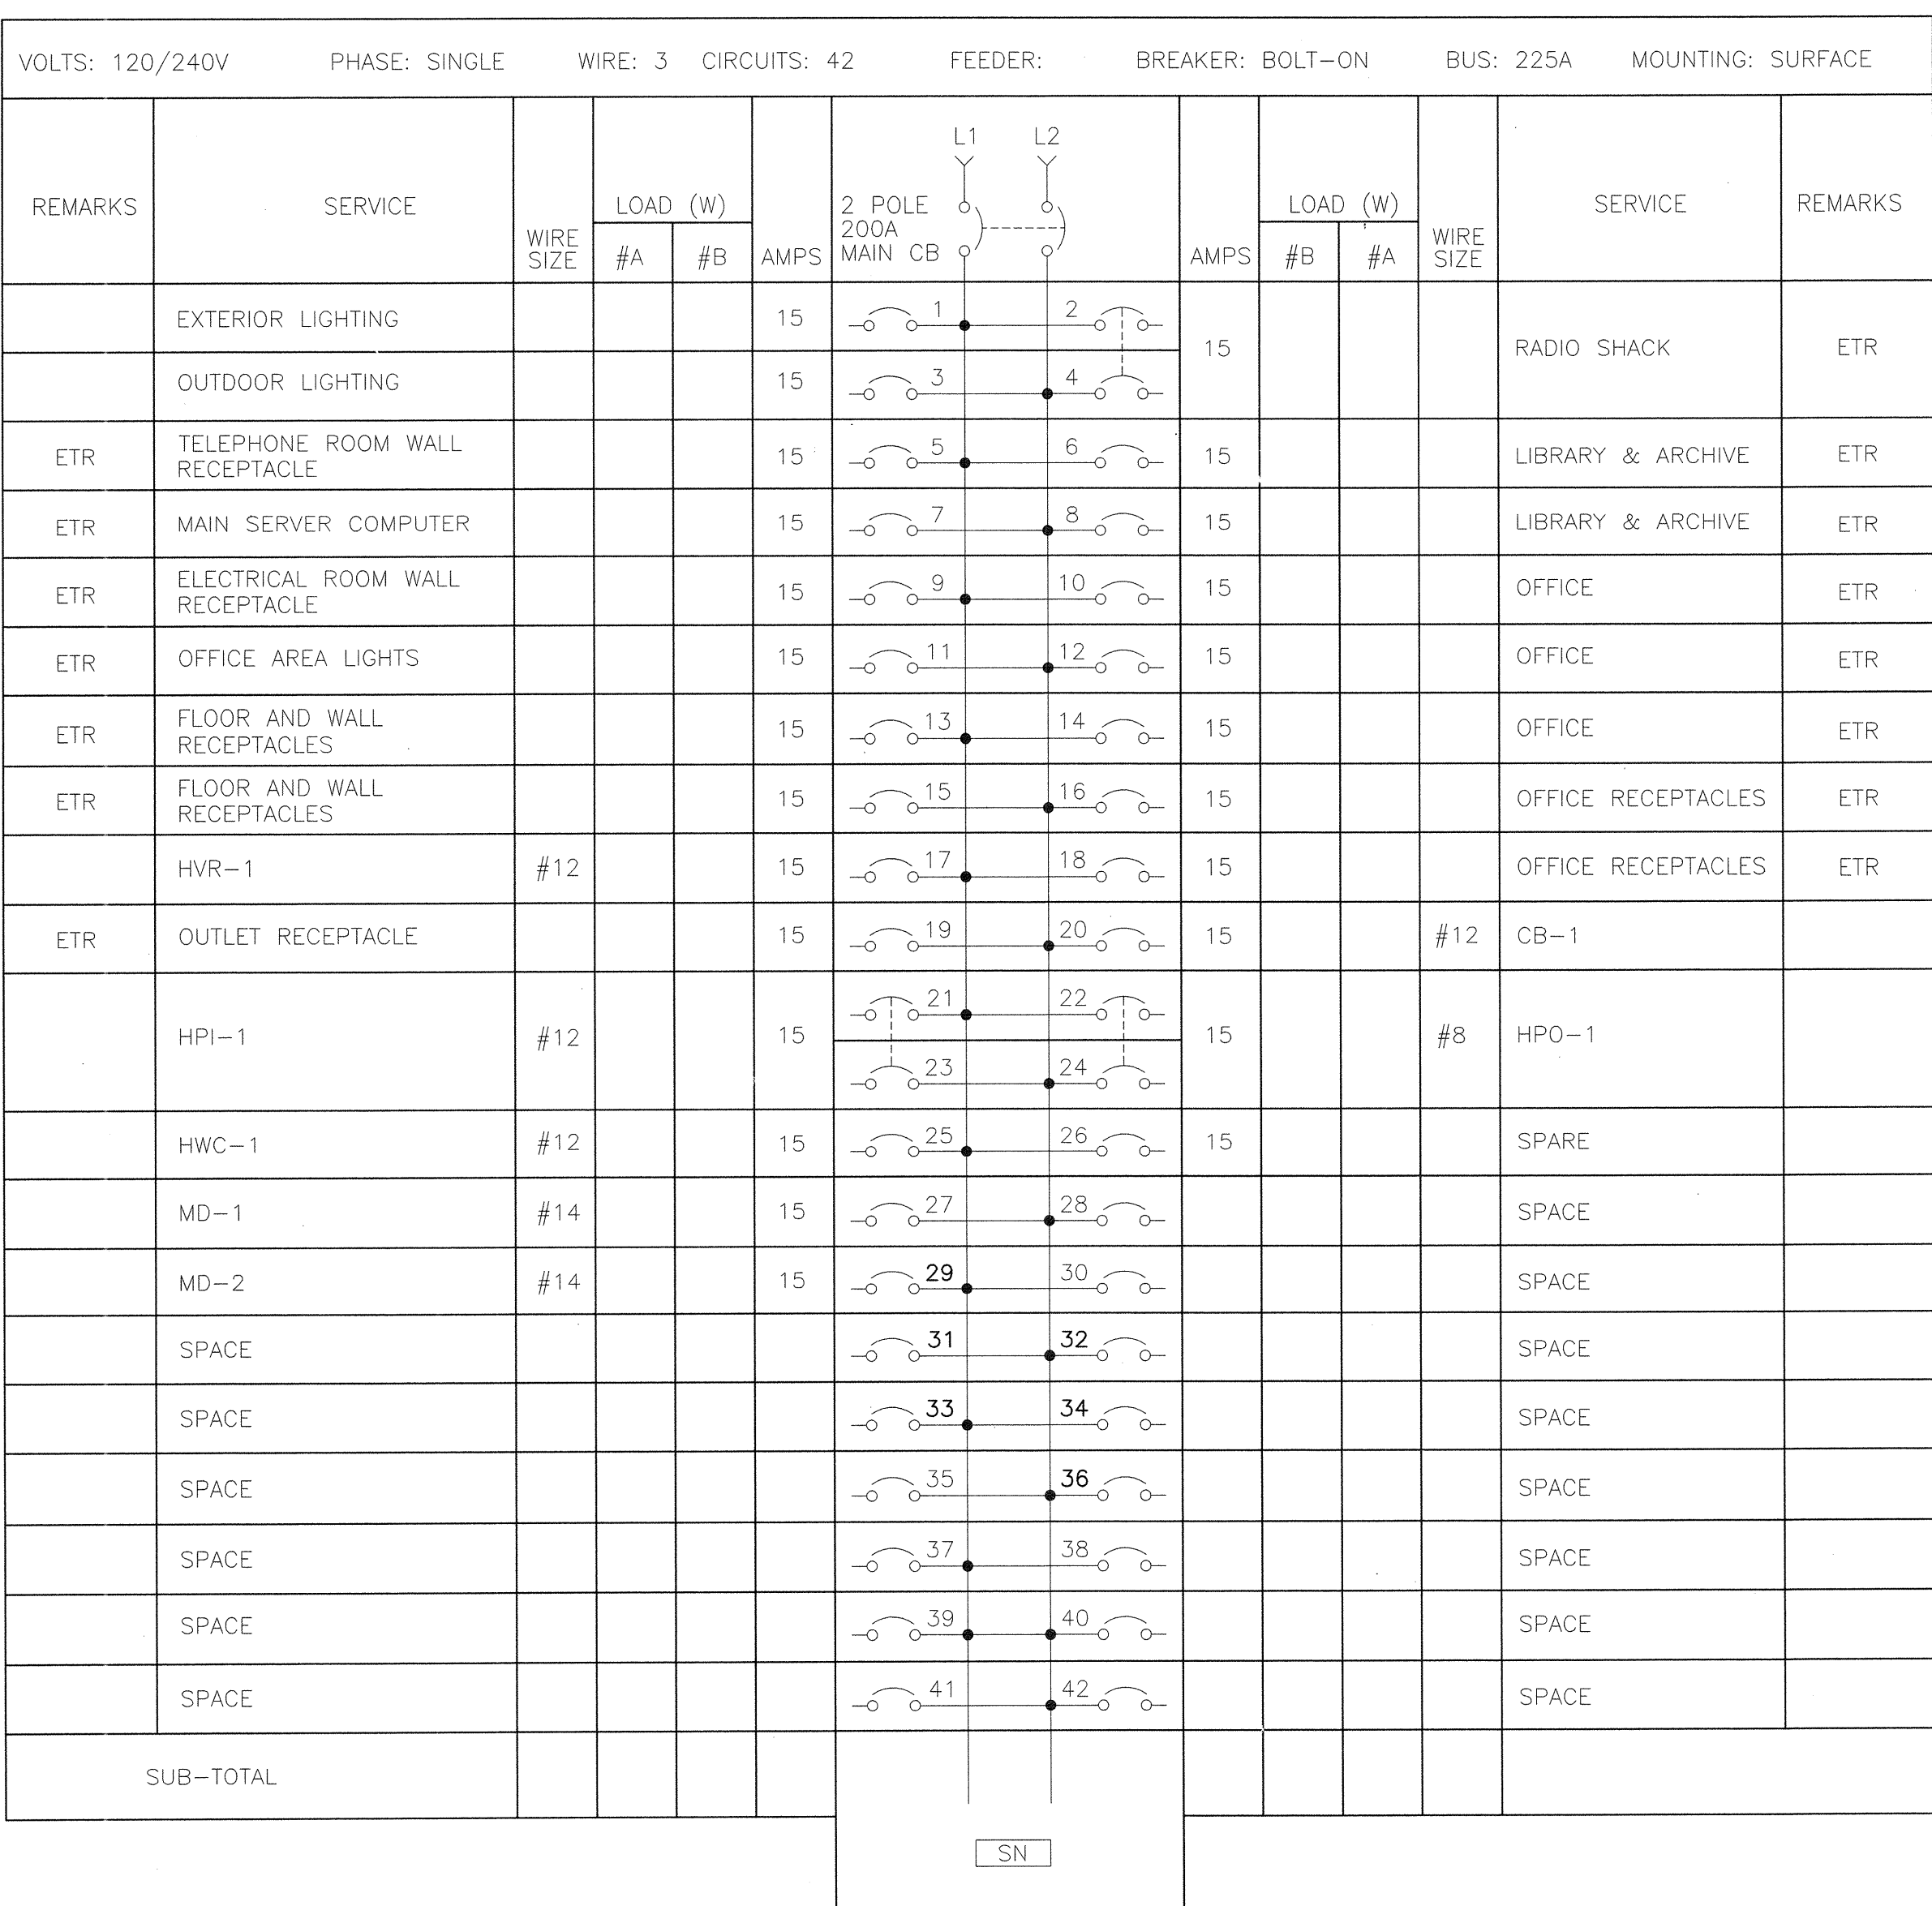 VOLTS: 120/240V PHASE: SINGLE WIRE: 3 CIRCUITS: 42 FEEDER: BREAKER: BOLT-ON BUS: 225A MOUNTING: SURFACE
REMARKS SERVICE WIRE SIZE LOAD (W) #A #B AMPS 2 POLE 200A MAIN CB L1 L2 AMPS LOAD (W) #B #A WIRE SIZE SERVICE REMARKS
EXTERIOR LIGHTING 15 1 2 15 RADIO SHACK ETR
OUTDOOR LIGHTING 15 3 4
ETR TELEPHONE ROOM WALL RECEPTACLE 15 5 6 15 LIBRARY & ARCHIVE ETR
ETR MAIN SERVER COMPUTER 15 7 8 15 LIBRARY & ARCHIVE ETR
ETR ELECTRICAL ROOM WALL RECEPTACLE 15 9 10 15 OFFICE ETR
ETR OFFICE AREA LIGHTS 15 11 12 15 OFFICE ETR
ETR FLOOR AND WALL RECEPTACLES 15 13 14 15 OFFICE ETR
ETR FLOOR AND WALL RECEPTACLES 15 15 16 15 OFFICE RECEPTACLES ETR
HVR-1 #12 15 17 18 15 OFFICE RECEPTACLES ETR
ETR OUTLET RECEPTACLE 15 19 20 15 #12 CB-1
HPI-1 #12 15 21 22 15 #8 HPO-1
23 24
HWC-1 #12 15 25 26 15 SPARE
MD-1 #14 15 27 28 SPACE
MD-2 #14 15 29 30 SPACE
SPACE 31 32 SPACE
SPACE 33 34 SPACE
SPACE 35 36 SPACE
SPACE 37 38 SPACE
SPACE 39 40 SPACE
SPACE 41 42 SPACE
SUB-TOTAL
SN